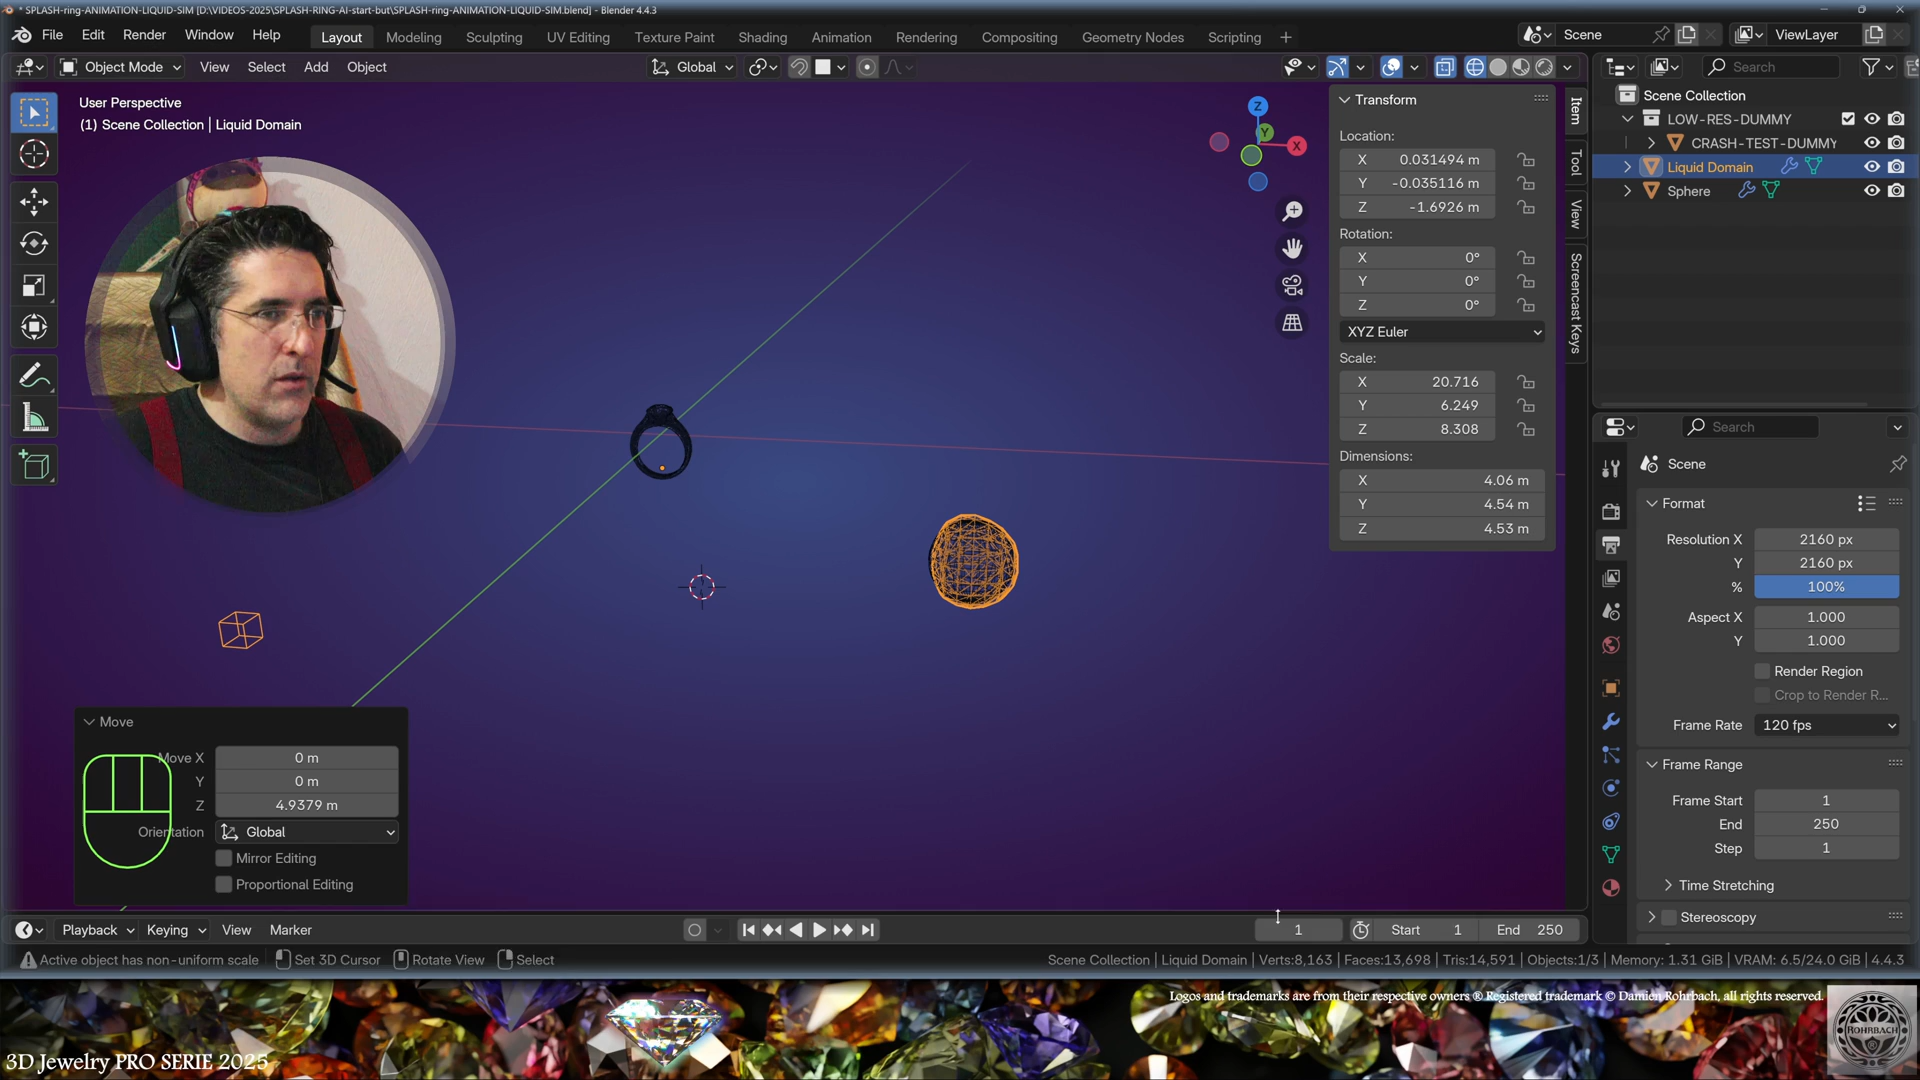 * SPLASH-ring-ANIMATION-LIQUID-SIM [D:\VIDEOS-2025\SPLASH-RING-AI-start-but\SPLASH-ring-ANIMATION-LIQUID-SIM.blend] - Blender 4.4.3
File Edit Render Window Help
Layout Modeling Sculpting UV Editing Texture Paint Shading Animation Rendering Compositing Geometry Nodes Scripting +
Scene
ViewLayer
Object Mode View Select Add Object
Global
Search
User Perspective
(1) Scene Collection | Liquid Domain
Z
Y
X
Transform
Location:
X 0.031494 m
Y -0.035116 m
Z -1.6926 m
Rotation:
X 0°
Y 0°
Z 0°
XYZ Euler
Scale:
X 20.716
Y 6.249
Z 8.308
Dimensions:
X 4.06 m
Y 4.54 m
Z 4.53 m
Item
Tool
View
Screencast Keys
Scene Collection
LOW-RES-DUMMY
CRASH-TEST-DUMMY
Liquid Domain
Sphere
Search
Scene
Format
Resolution X 2160 px
Y 2160 px
% 100%
Aspect X 1.000
Y 1.000
Render Region
Crop to Render R...
Frame Rate 120 fps
Frame Range
Frame Start 1
End 250
Step 1
Time Stretching
Stereoscopy
Move
Move X 0 m
Y 0 m
Z 4.9379 m
Orientation Global
Mirror Editing
Proportional Editing
Playback Keying View Marker
1 Start 1 End 250
Active object has non-uniform scale Set 3D Cursor Rotate View Select
Scene Collection | Liquid Domain | Verts:8,163 | Faces:13,698 | Tris:14,591 | Objects:1/3 | Memory: 1.31 GiB | VRAM: 6.5/24.0 GiB | 4.4.3
Logos and trademarks are from their respective owners ® Registered trademark © Damien Rohrbach, all rights reserved.
3D Jewelry PRO SERIE 2025
ROHRBACH